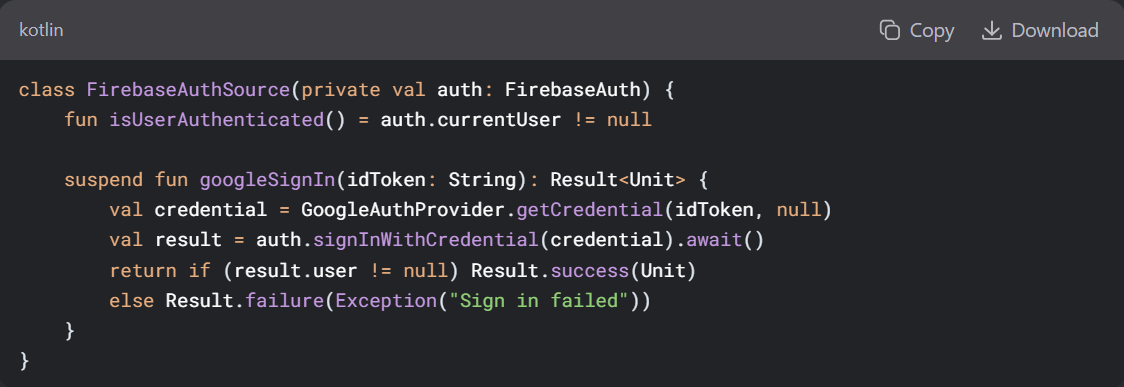 kotlin
Copy
Download
class FirebaseAuthSource(private val auth: FirebaseAuth) {
    fun isUserAuthenticated() = auth.currentUser != null

    suspend fun googleSignIn(idToken: String): Result<Unit> {
        val credential = GoogleAuthProvider.getCredential(idToken, null)
        val result = auth.signInWithCredential(credential).await()
        return if (result.user != null) Result.success(Unit)
        else Result.failure(Exception("Sign in failed"))
    }
}